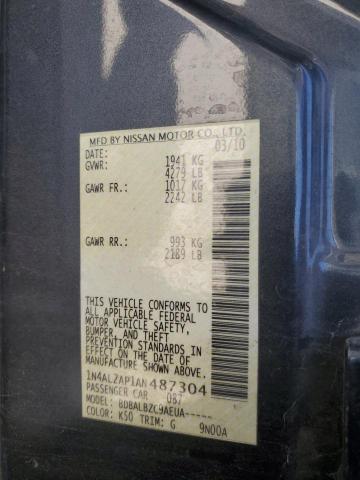 MFD BY NISSAN MOTOR CO., LTD.
DATE: 03/10
GVWR: 1941 KG
4279 LB
GAWR FR.: 1017 KG
2242 LB
GAWR RR.: 993 KG
2189 LB
THIS VEHICLE CONFORMS TO
ALL APPLICABLE FEDERAL
MOTOR VEHICLE SAFETY,
BUMPER, AND THEFT
PREVENTION STANDARDS
IN EFFECT ON THE DATE OF
MANUFACTURE SHOWN ABOVE.
1N4AL2AP1AN487304
PASSENGER CAR 087
MODEL: BDBALBZC9AEUA-----
COLOR: K50 TRIM: G 9N00A